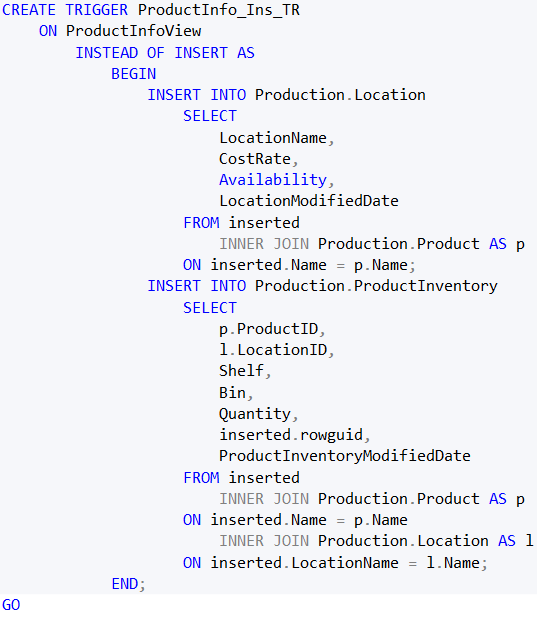 CREATE TRIGGER ProductInfo_Ins_TR
ON ProductInfoView
INSTEAD OF INSERT AS
BEGIN
INSERT INTO Production.Location
SELECT
LocationName,
CostRate,
Availability,
LocationModifiedDate
FROM inserted
INNER JOIN Production.Product AS p
ON inserted.Name = p.Name;
INSERT INTO Production.ProductInventory
SELECT
p.ProductID,
l.LocationID,
Shelf,
Bin,
Quantity,
inserted.rowguid,
ProductInventoryModifiedDate
FROM inserted
INNER JOIN Production.Product AS p
ON inserted.Name = p.Name
INNER JOIN Production.Location AS l
ON inserted.LocationName = l.Name;
END;
GO